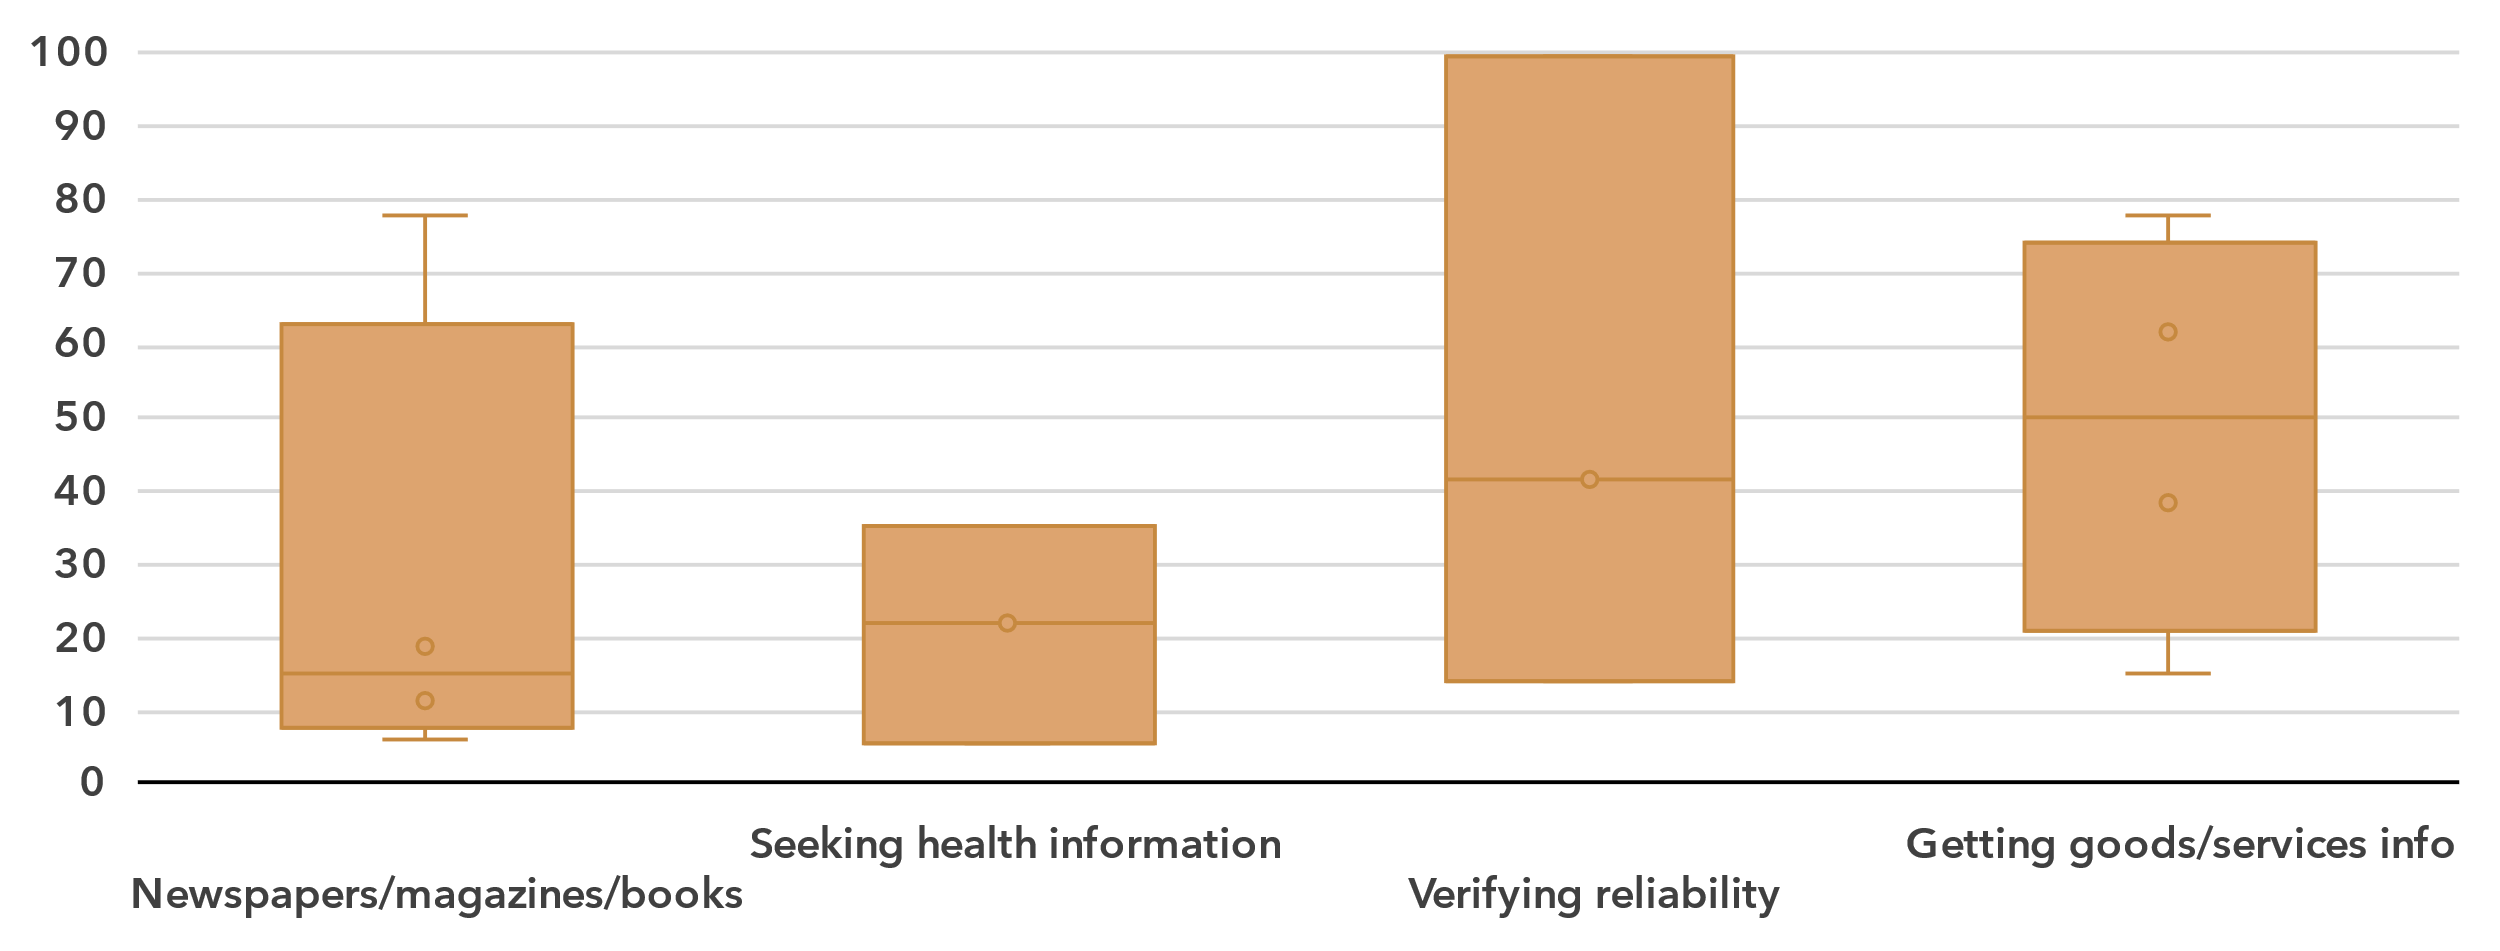 100
90
80
70
60
50
40
30
20
10
0
Newspapers/magazines/books
Seeking health information
Verifying reliability
Getting goods/services info